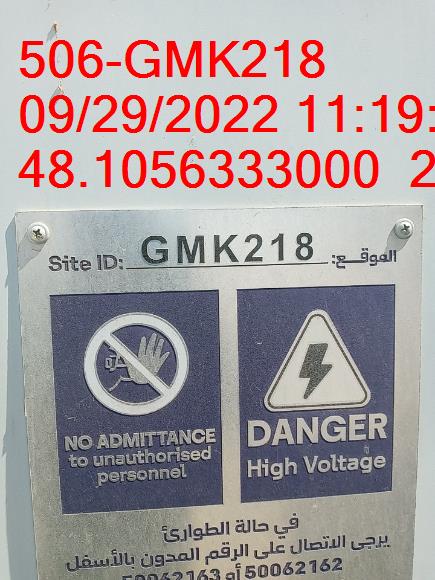 506-GMK218
09/29/2022 11:19:
48.1056333000 2
Site ID: GMK218 الموقع:
NO ADMITTANCE
to unauthorised
personnel
DANGER
High Voltage
في حالة الطوارئ
يرجى الاتصال على الرقم المدون بالأسفل
50062162 أو 50062163